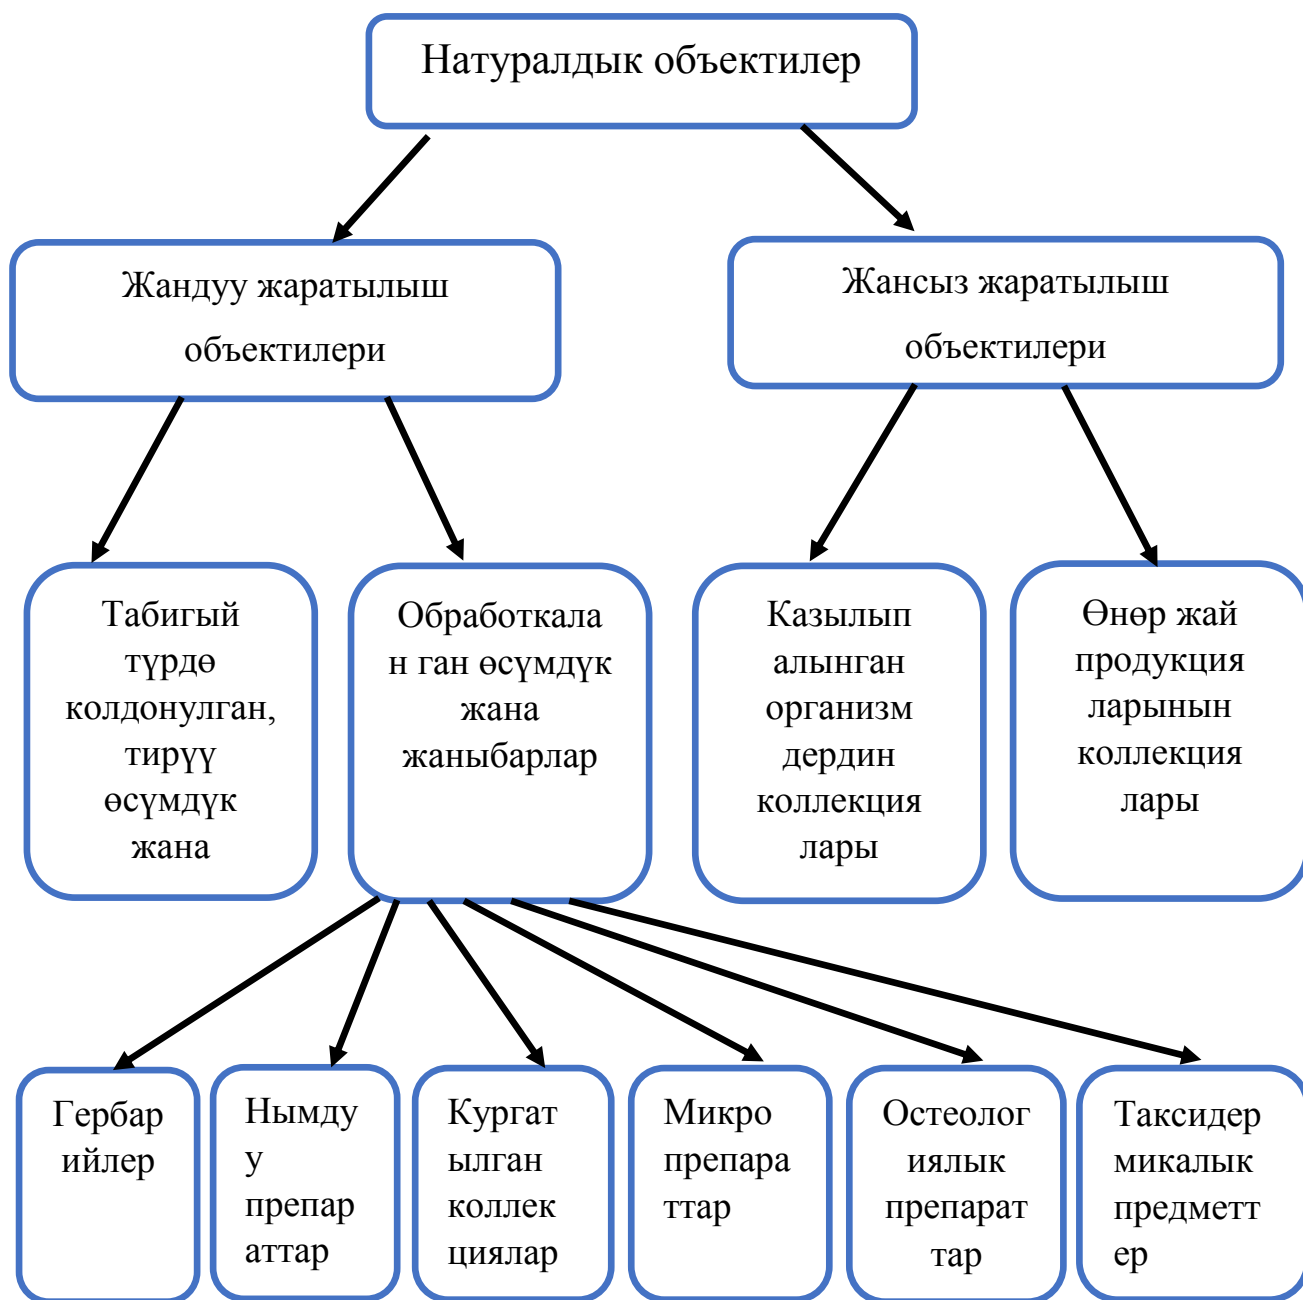 Натуралдык объектилер
Жандуу жаратылыш
объектилери
Жансыз жаратылыш
объектилери
Табигый
түрдө
колдонулган,
тирүү
өсүмдүк
жана
Обработкала
н ган өсүмдүк
жана
жаныбарлар
Казылып
алынган
организм
дердин
коллекция
лары
Өнөр жай
продукция
ларынын
коллекция
лары
Гербар
ийлер
Нымду
у
препар
аттар
Кургат
ылган
коллек
циялар
Микро
препара
ттар
Остеолог
иялык
препарат
тар
Таксидер
микалык
предметт
ер